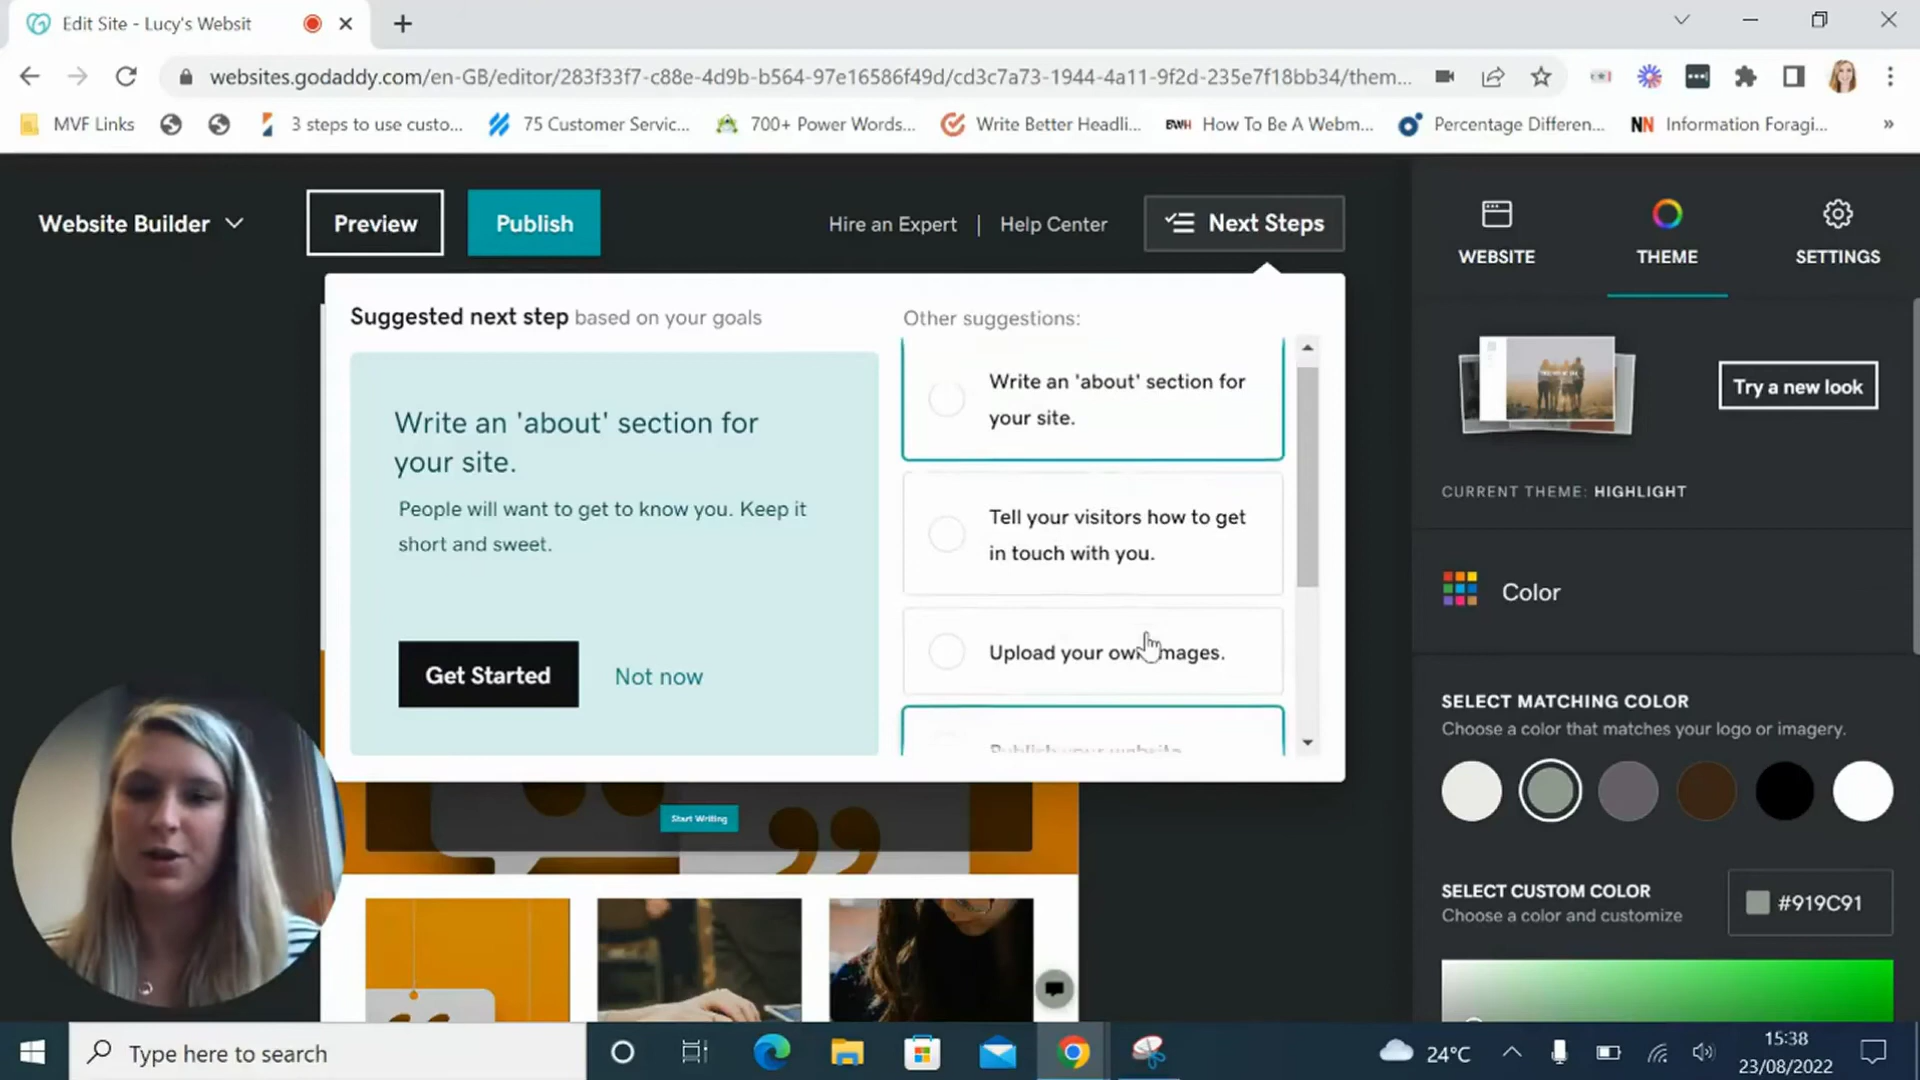 Edit Site - Lucy's Websit
websites.godaddy.com/en-GB/editor/283f33f7-c88e-4d9b-b564-97e16586f49d/cd3c7a73-1944-4a11-9f2d-235e7f18bb34/them...
MVF Links
3 steps to use custo...
75 Customer Servic...
700+ Power Words...
Write Better Headli...
BWH How To Be A Webm...
Percentage Differen...
NN Information Foragi...
»
Website Builder
Preview
Publish
Hire an Expert | Help Center
Next Steps
WEBSITE
THEME
SETTINGS
Suggested next step based on your goals
Write an 'about' section for
your site.
People will want to get to know you. Keep it
short and sweet.
Get Started
Not now
Other suggestions:
Write an 'about' section for
your site.
Tell your visitors how to get
in touch with you.
Upload your own images.
Publish your website
Start Writing
Try a new look
CURRENT THEME: HIGHLIGHT
Color
SELECT MATCHING COLOR
Choose a color that matches your logo or imagery.
SELECT CUSTOM COLOR
Choose a color and customize
#919C91
Type here to search
24°C
15:38
23/08/2022